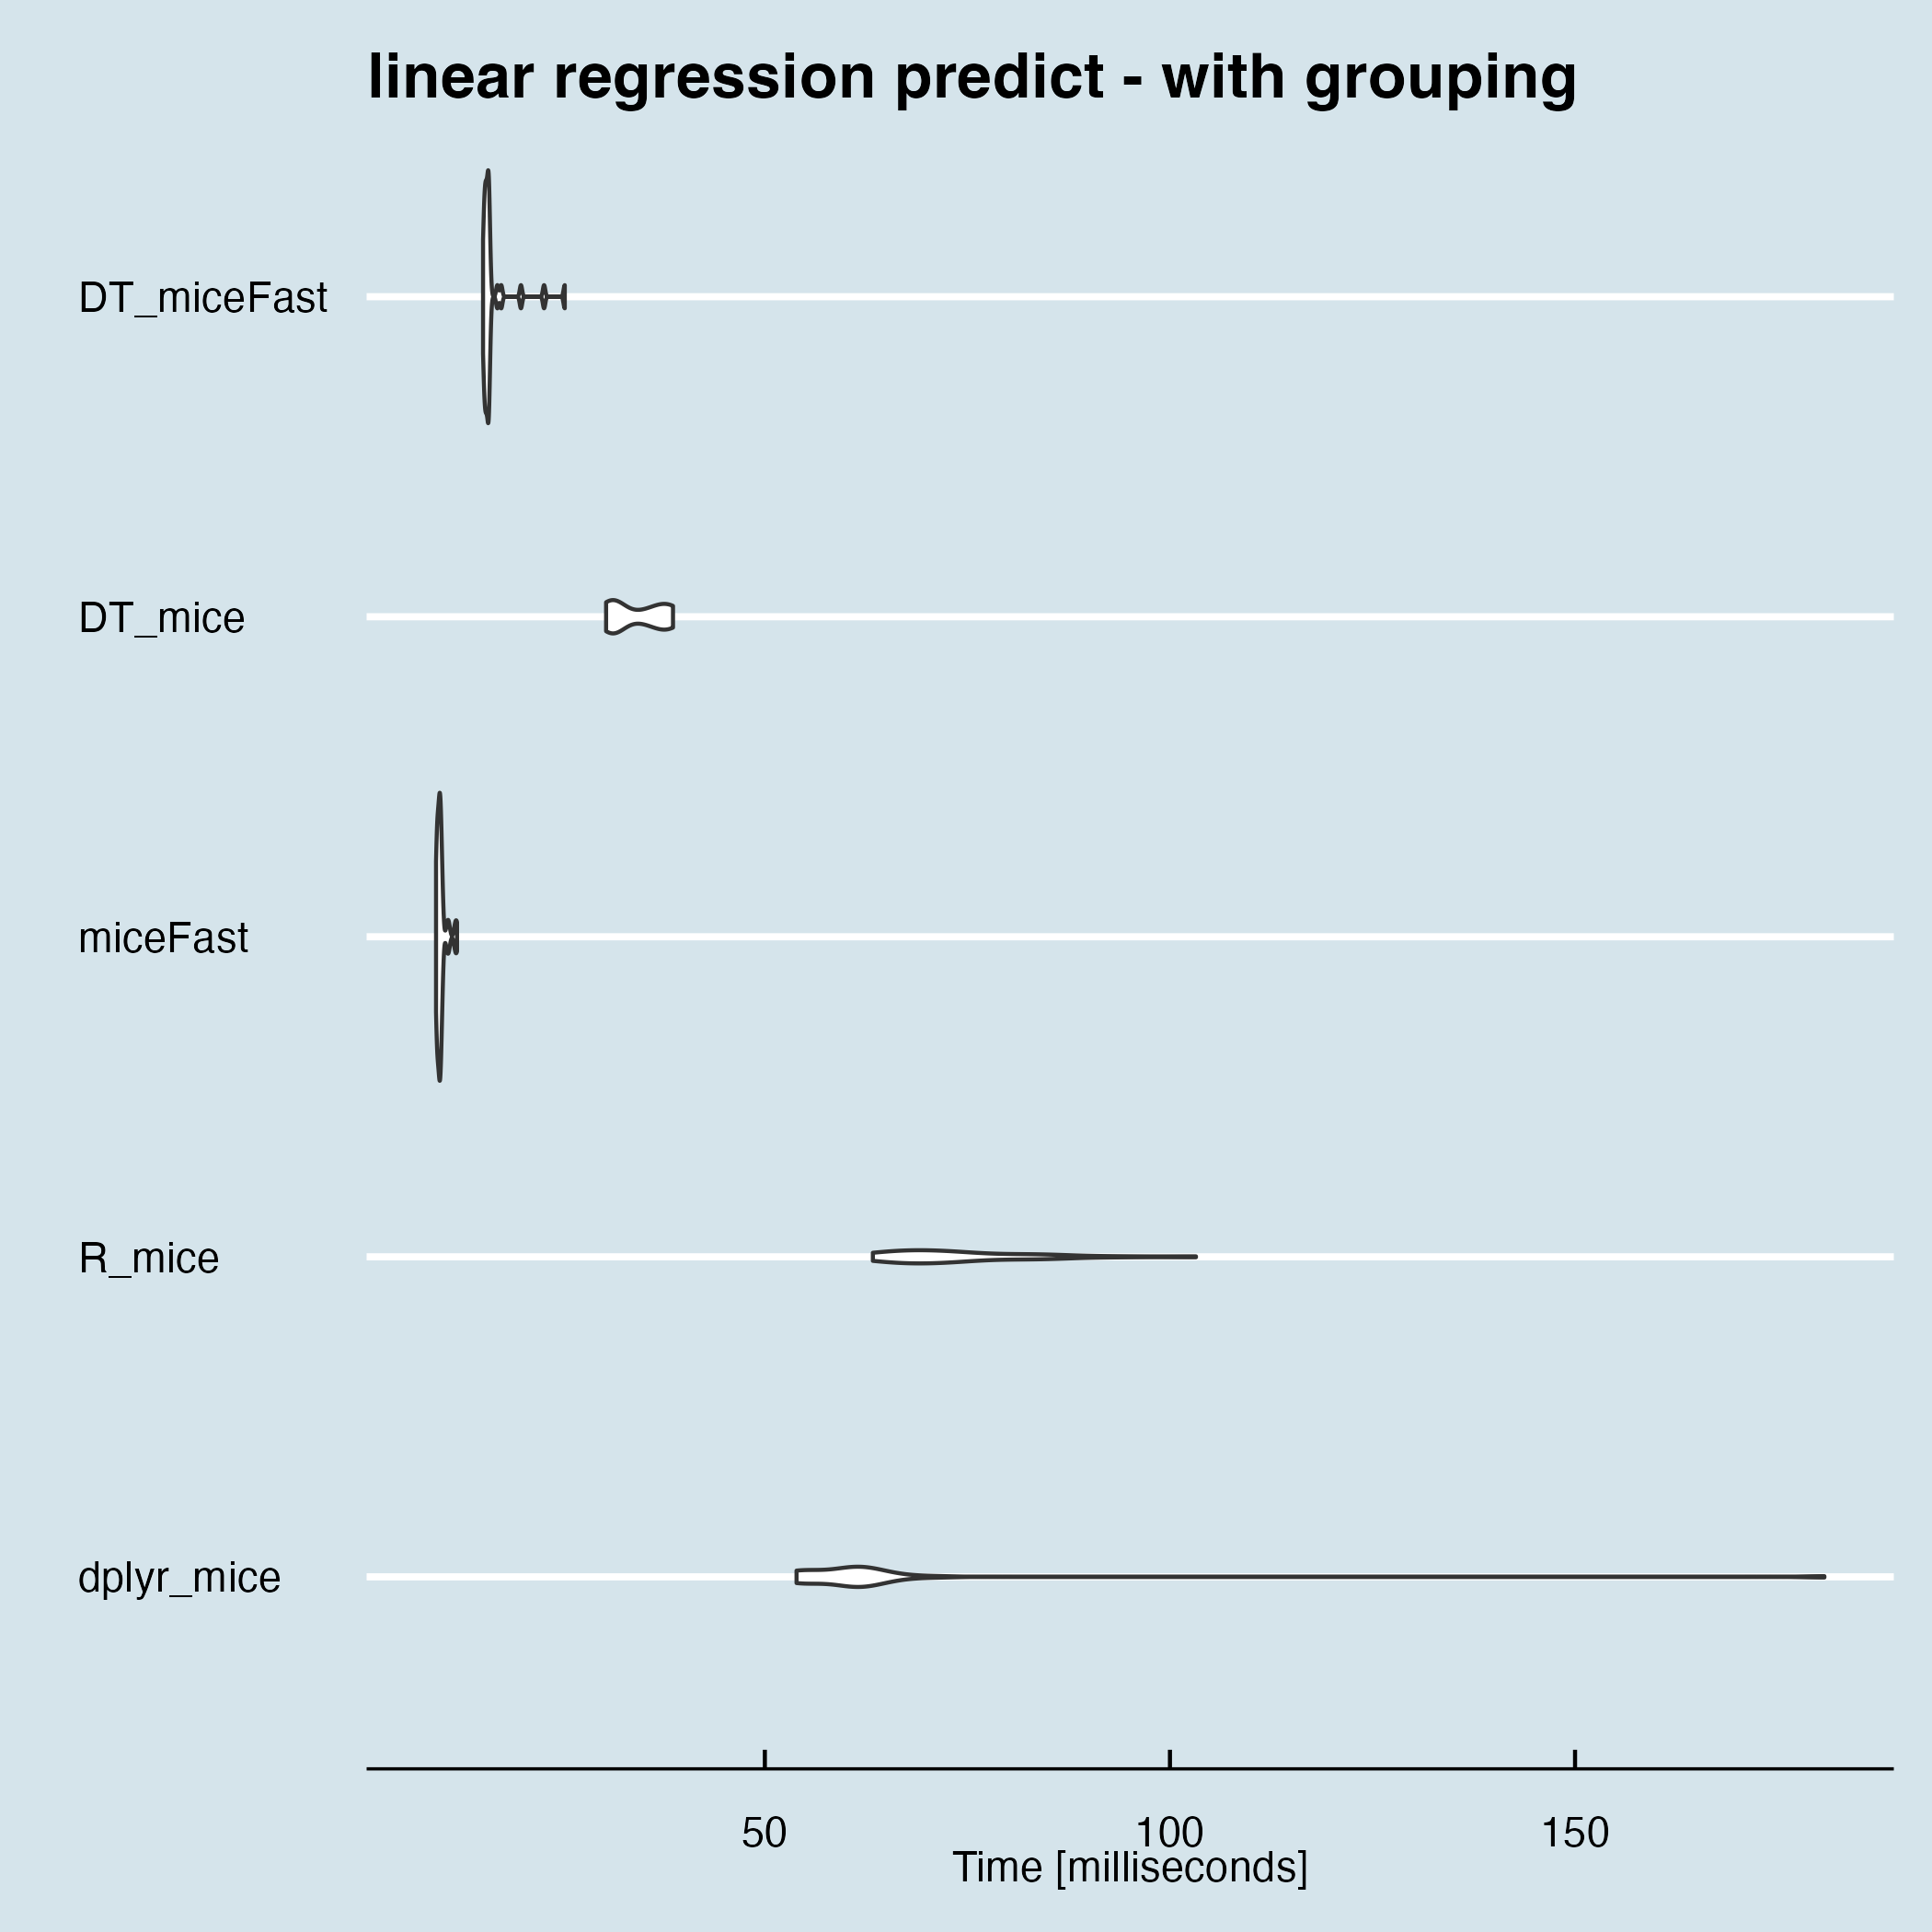 linear regression predict - with grouping
DT_miceFast
DT_mice
miceFast
R_mice
dplyr_mice
50 100 150
Time [milliseconds]